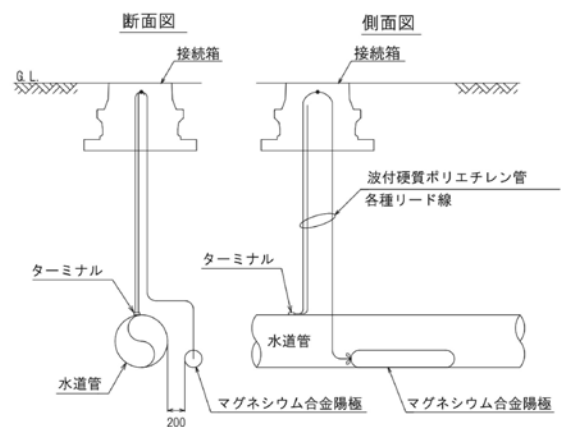 断面図
側面図
接続箱
接続箱
G.L.
波付硬質ポリエチレン管
各種リード線
ターミナル
ターミナル
水道管
水道管
マグネシウム合金陽極
マグネシウム合金陽極
200